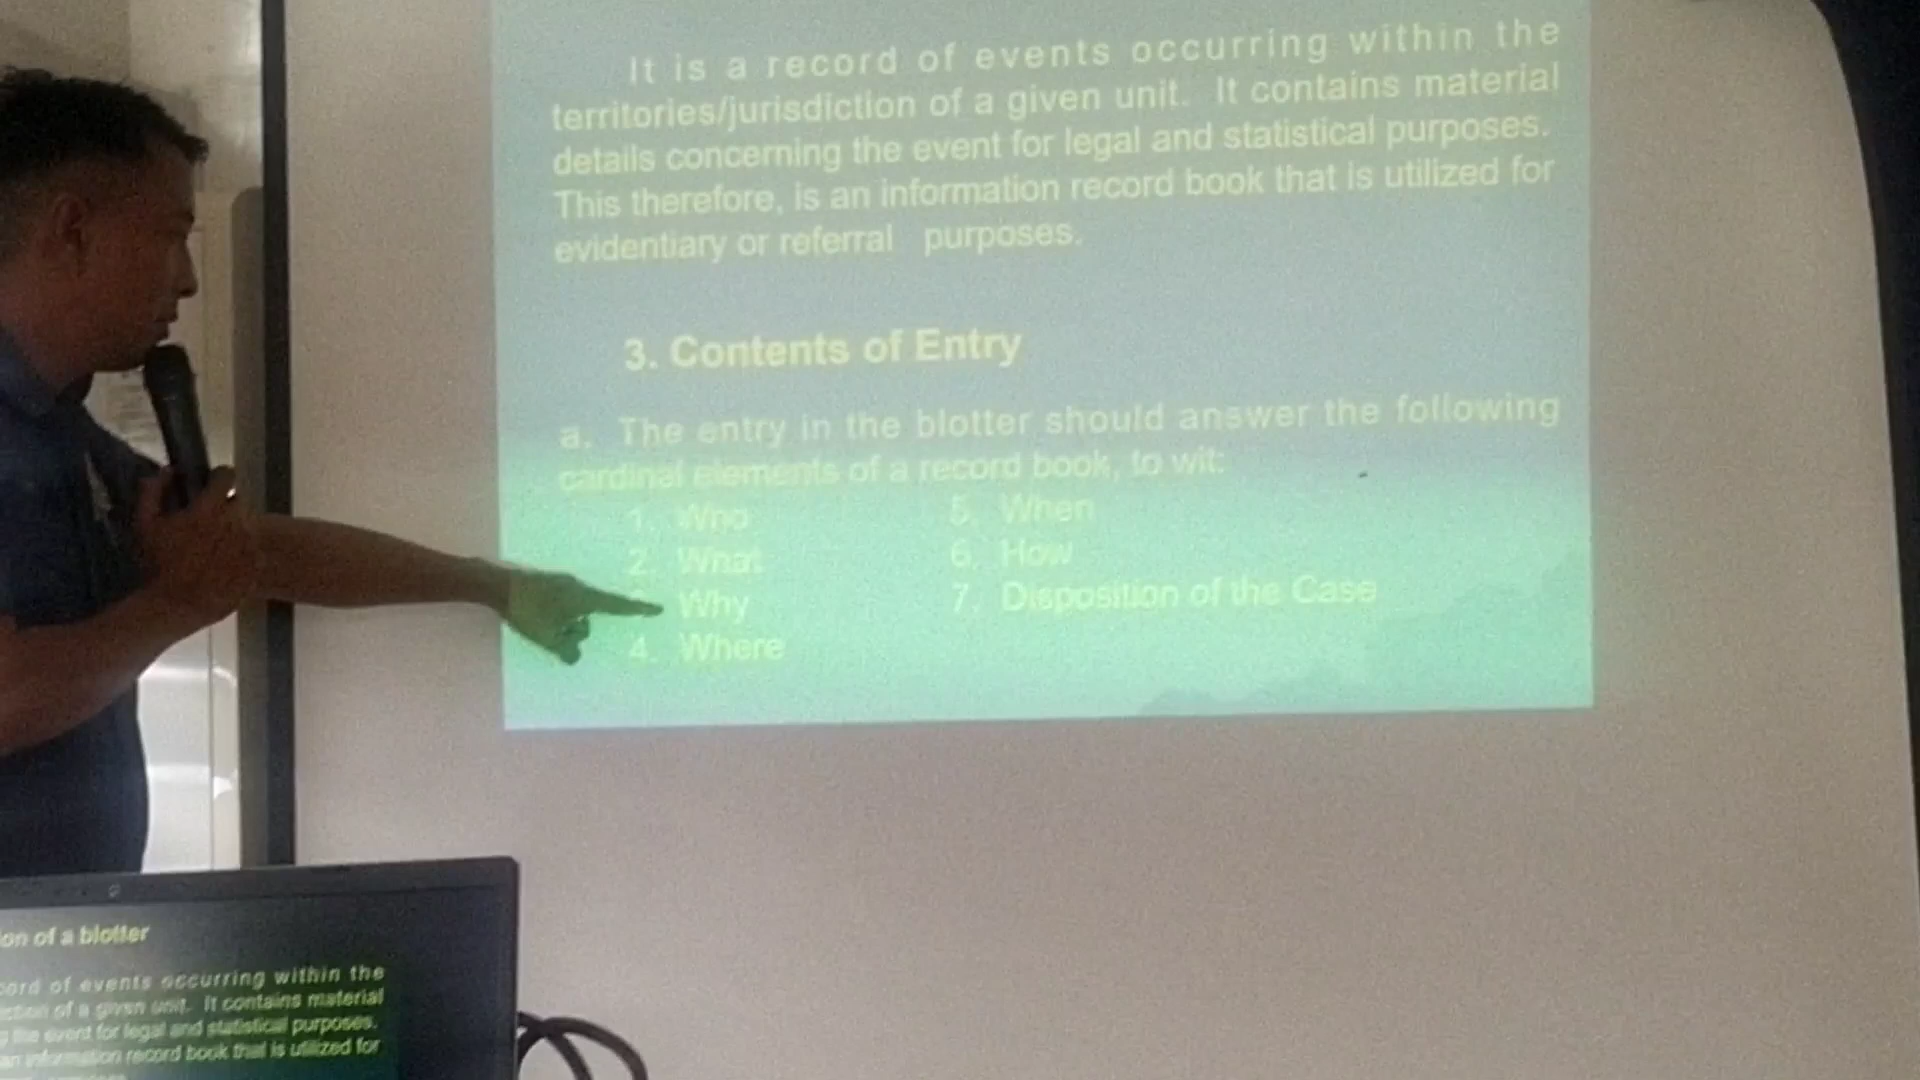 It is a record of events occurring within the
territories/jurisdiction of a given unit. It contains material
details concerning the event for legal and statistical purposes.
This therefore, is an information record book that is utilized for
evidentiary or referral purposes.
3. Contents of Entry
a. The entry in the blotter should answer the following
cardinal elements of a record book, to wit:
1. Who
2. What
Why
4. Where
5. When
6. How
7. Disposition of the Case
on of a blotter
cord of events occurring within the
iction of a given unit. It contains material
g the event for legal and statistical purposes.
an information record book that is utilized for